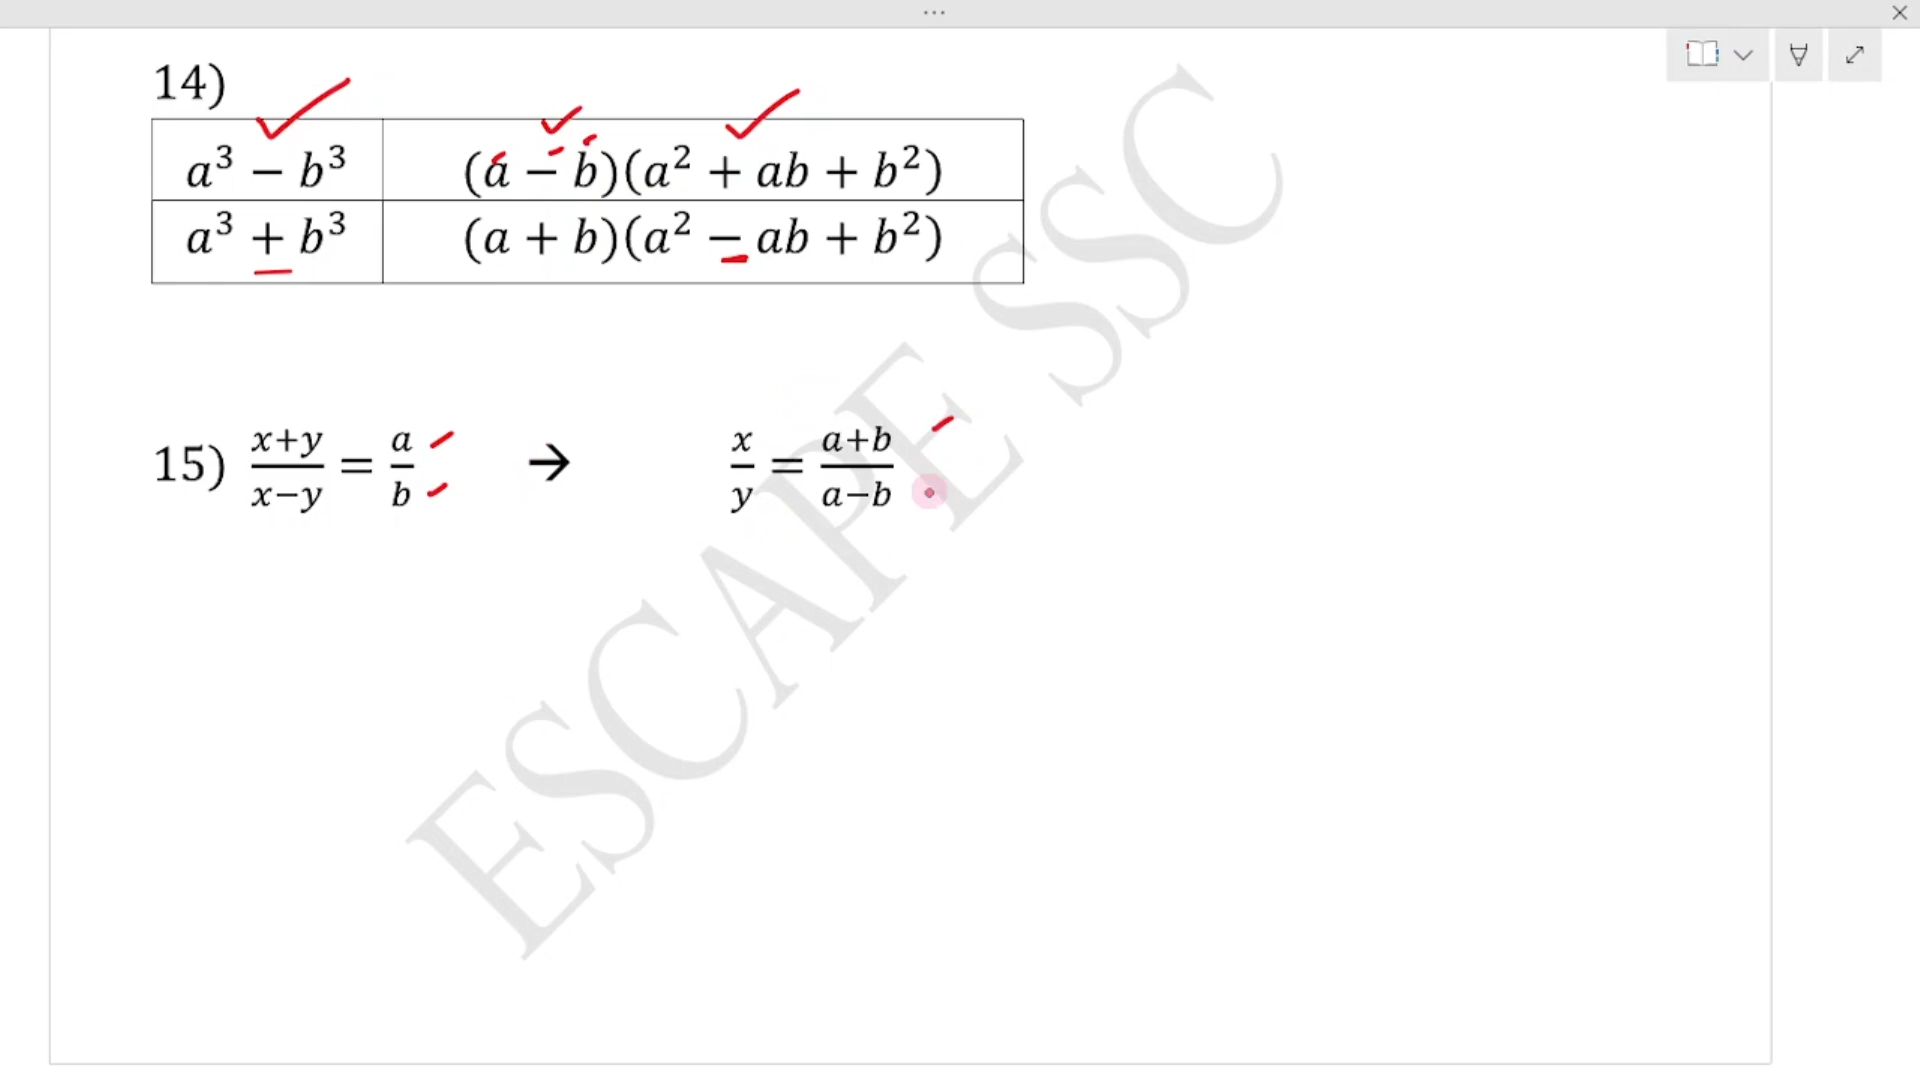 14)
a³ − b³ (a − b)(a² + ab + b²)
a³ + b³ (a + b)(a² − ab + b²)
15) x+y/x−y = a/b → x/y = a+b/a−b
ESCAPE SSC